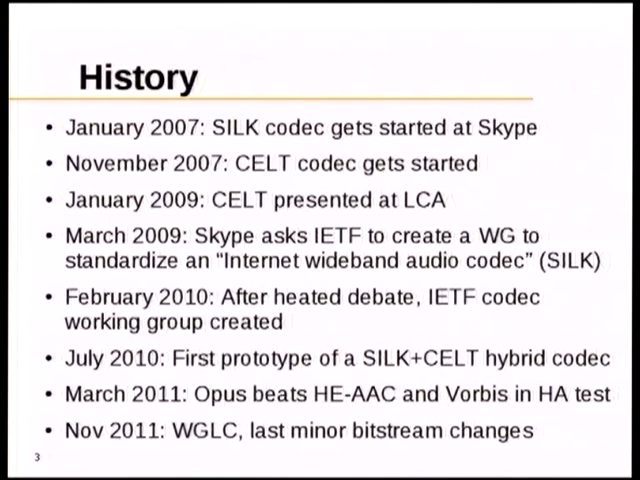 History
• January 2007: SILK codec gets started at Skype
• November 2007: CELT codec gets started
• January 2009: CELT presented at LCA
• March 2009: Skype asks IETF to create a WG to
standardize an “Internet wideband audio codec” (SILK)
• February 2010: After heated debate, IETF codec
working group created
• July 2010: First prototype of a SILK+CELT hybrid codec
• March 2011: Opus beats HE-AAC and Vorbis in HA test
• Nov 2011: WGLC, last minor bitstream changes
3